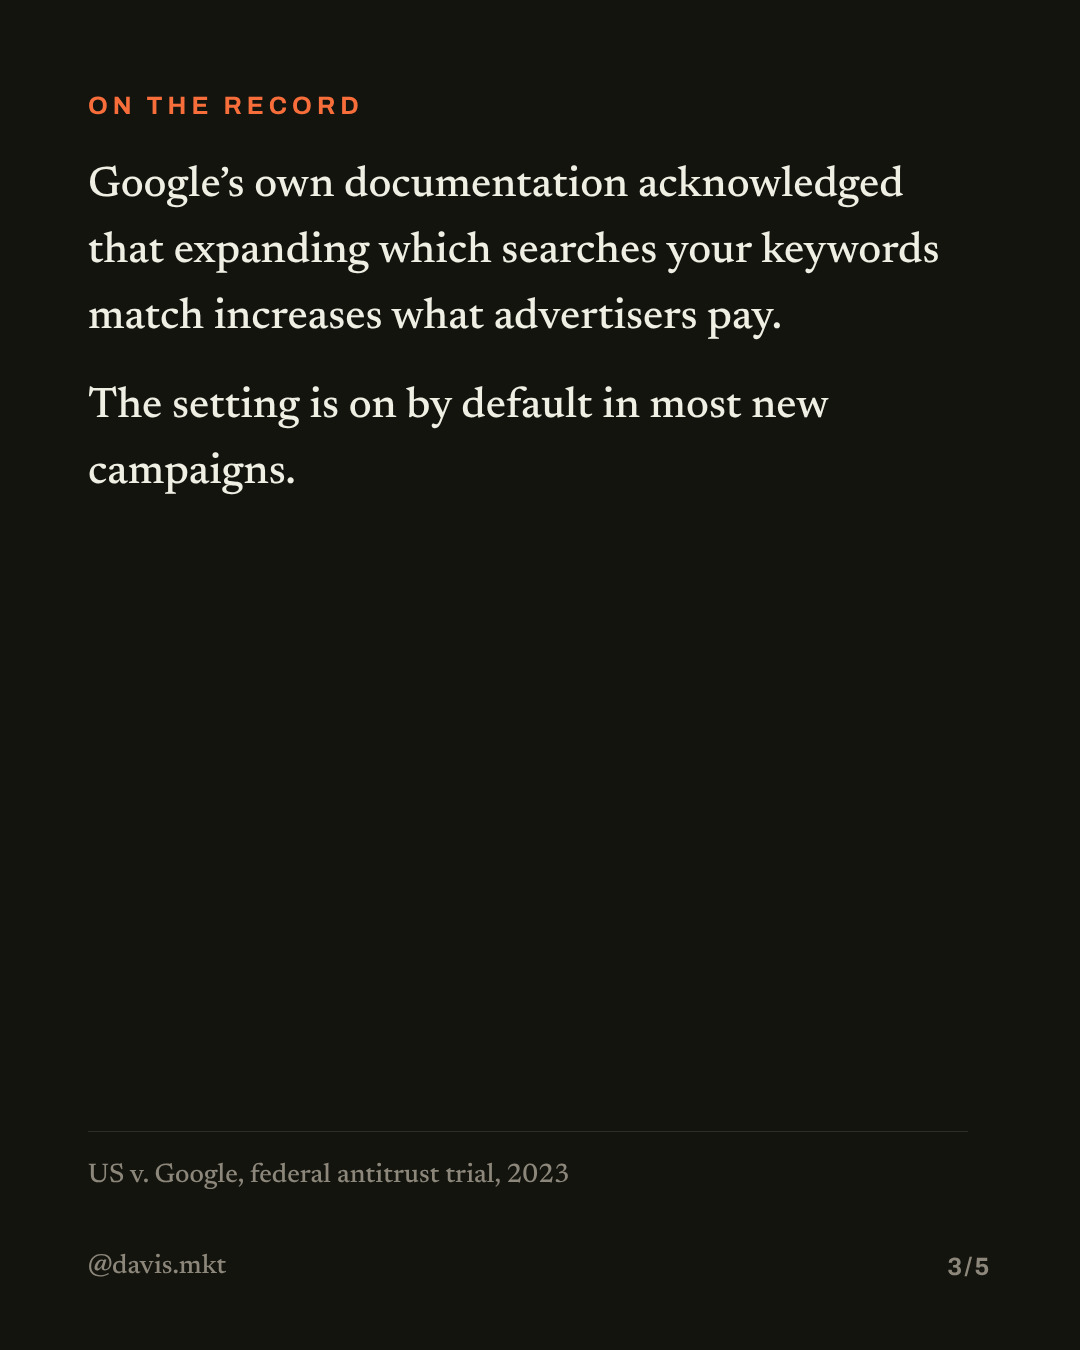 ON THE RECORD
Google’s own documentation acknowledged
that expanding which searches your keywords
match increases what advertisers pay.
The setting is on by default in most new
campaigns.
US v. Google, federal antitrust trial, 2023
@davis.mkt
3/5